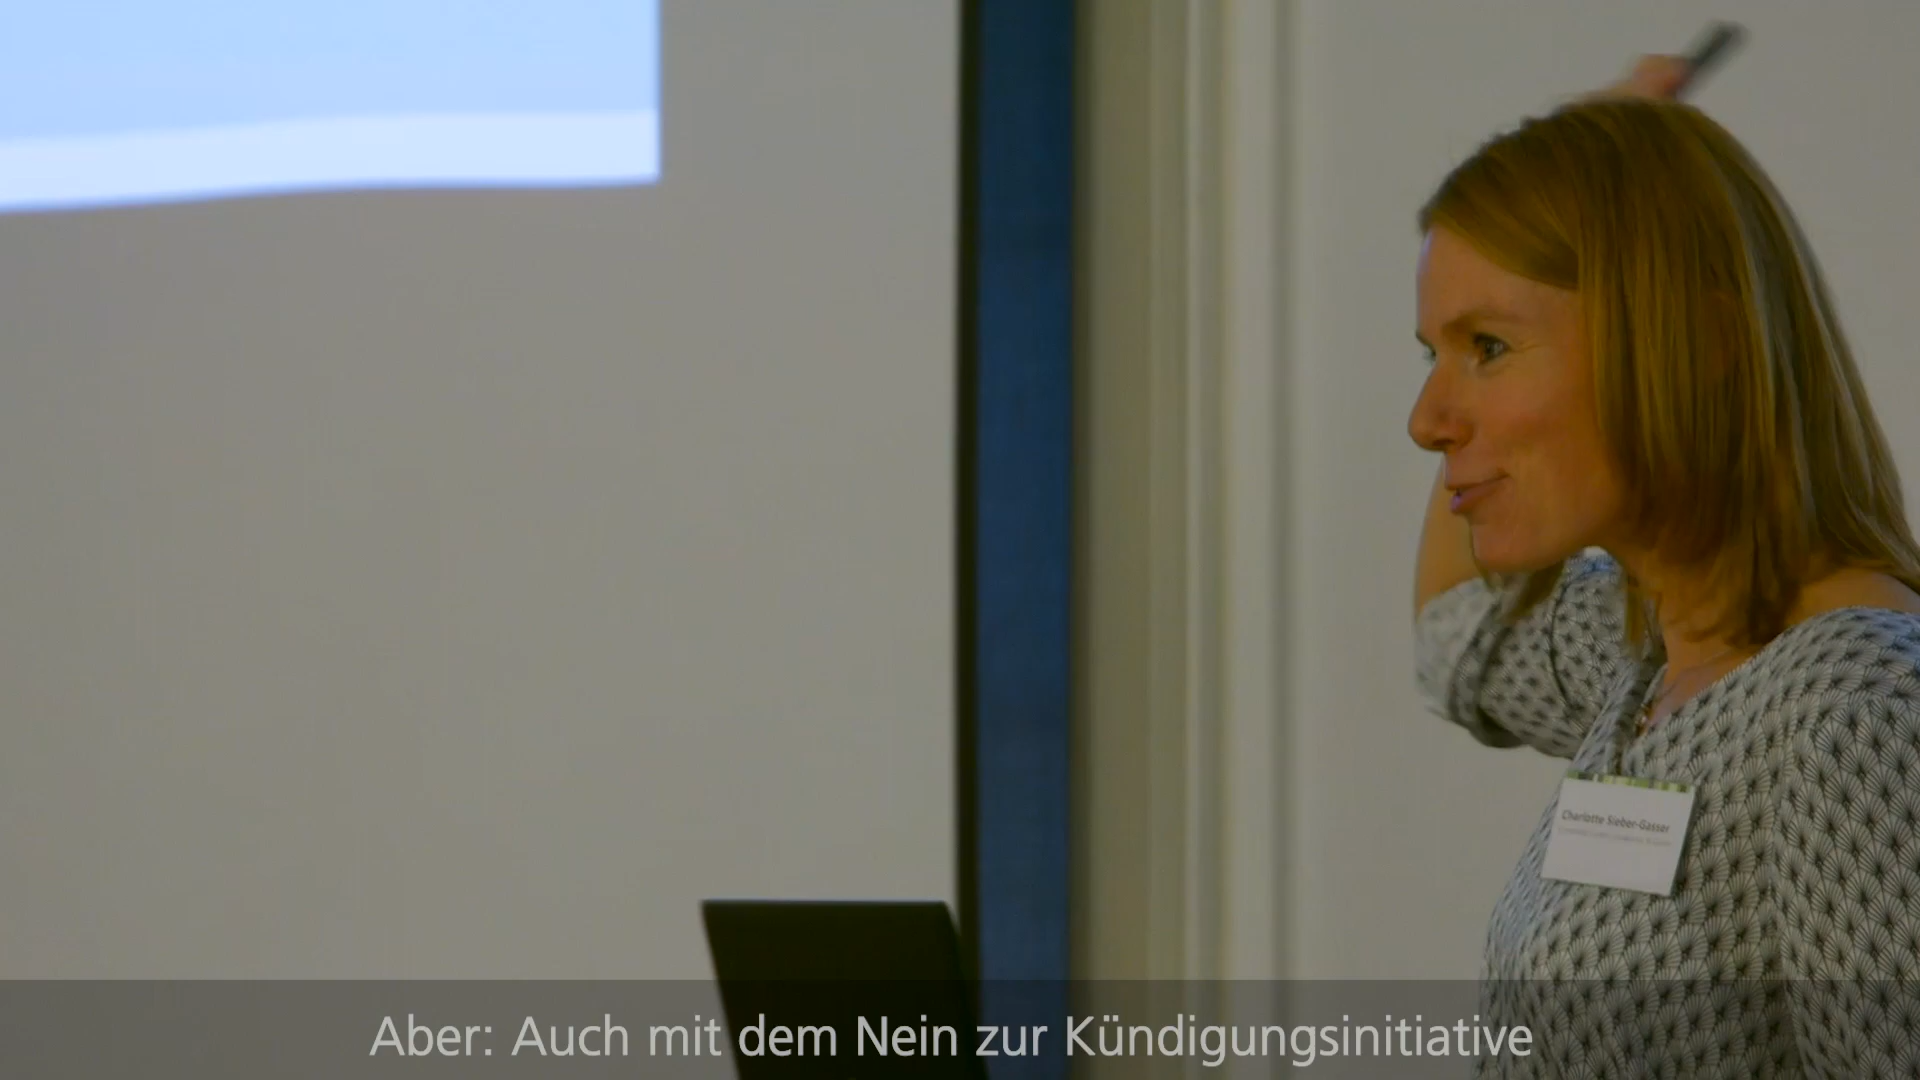 Charlotte Sieber-Gasser
Aber: Auch mit dem Nein zur Kündigungsinitiative